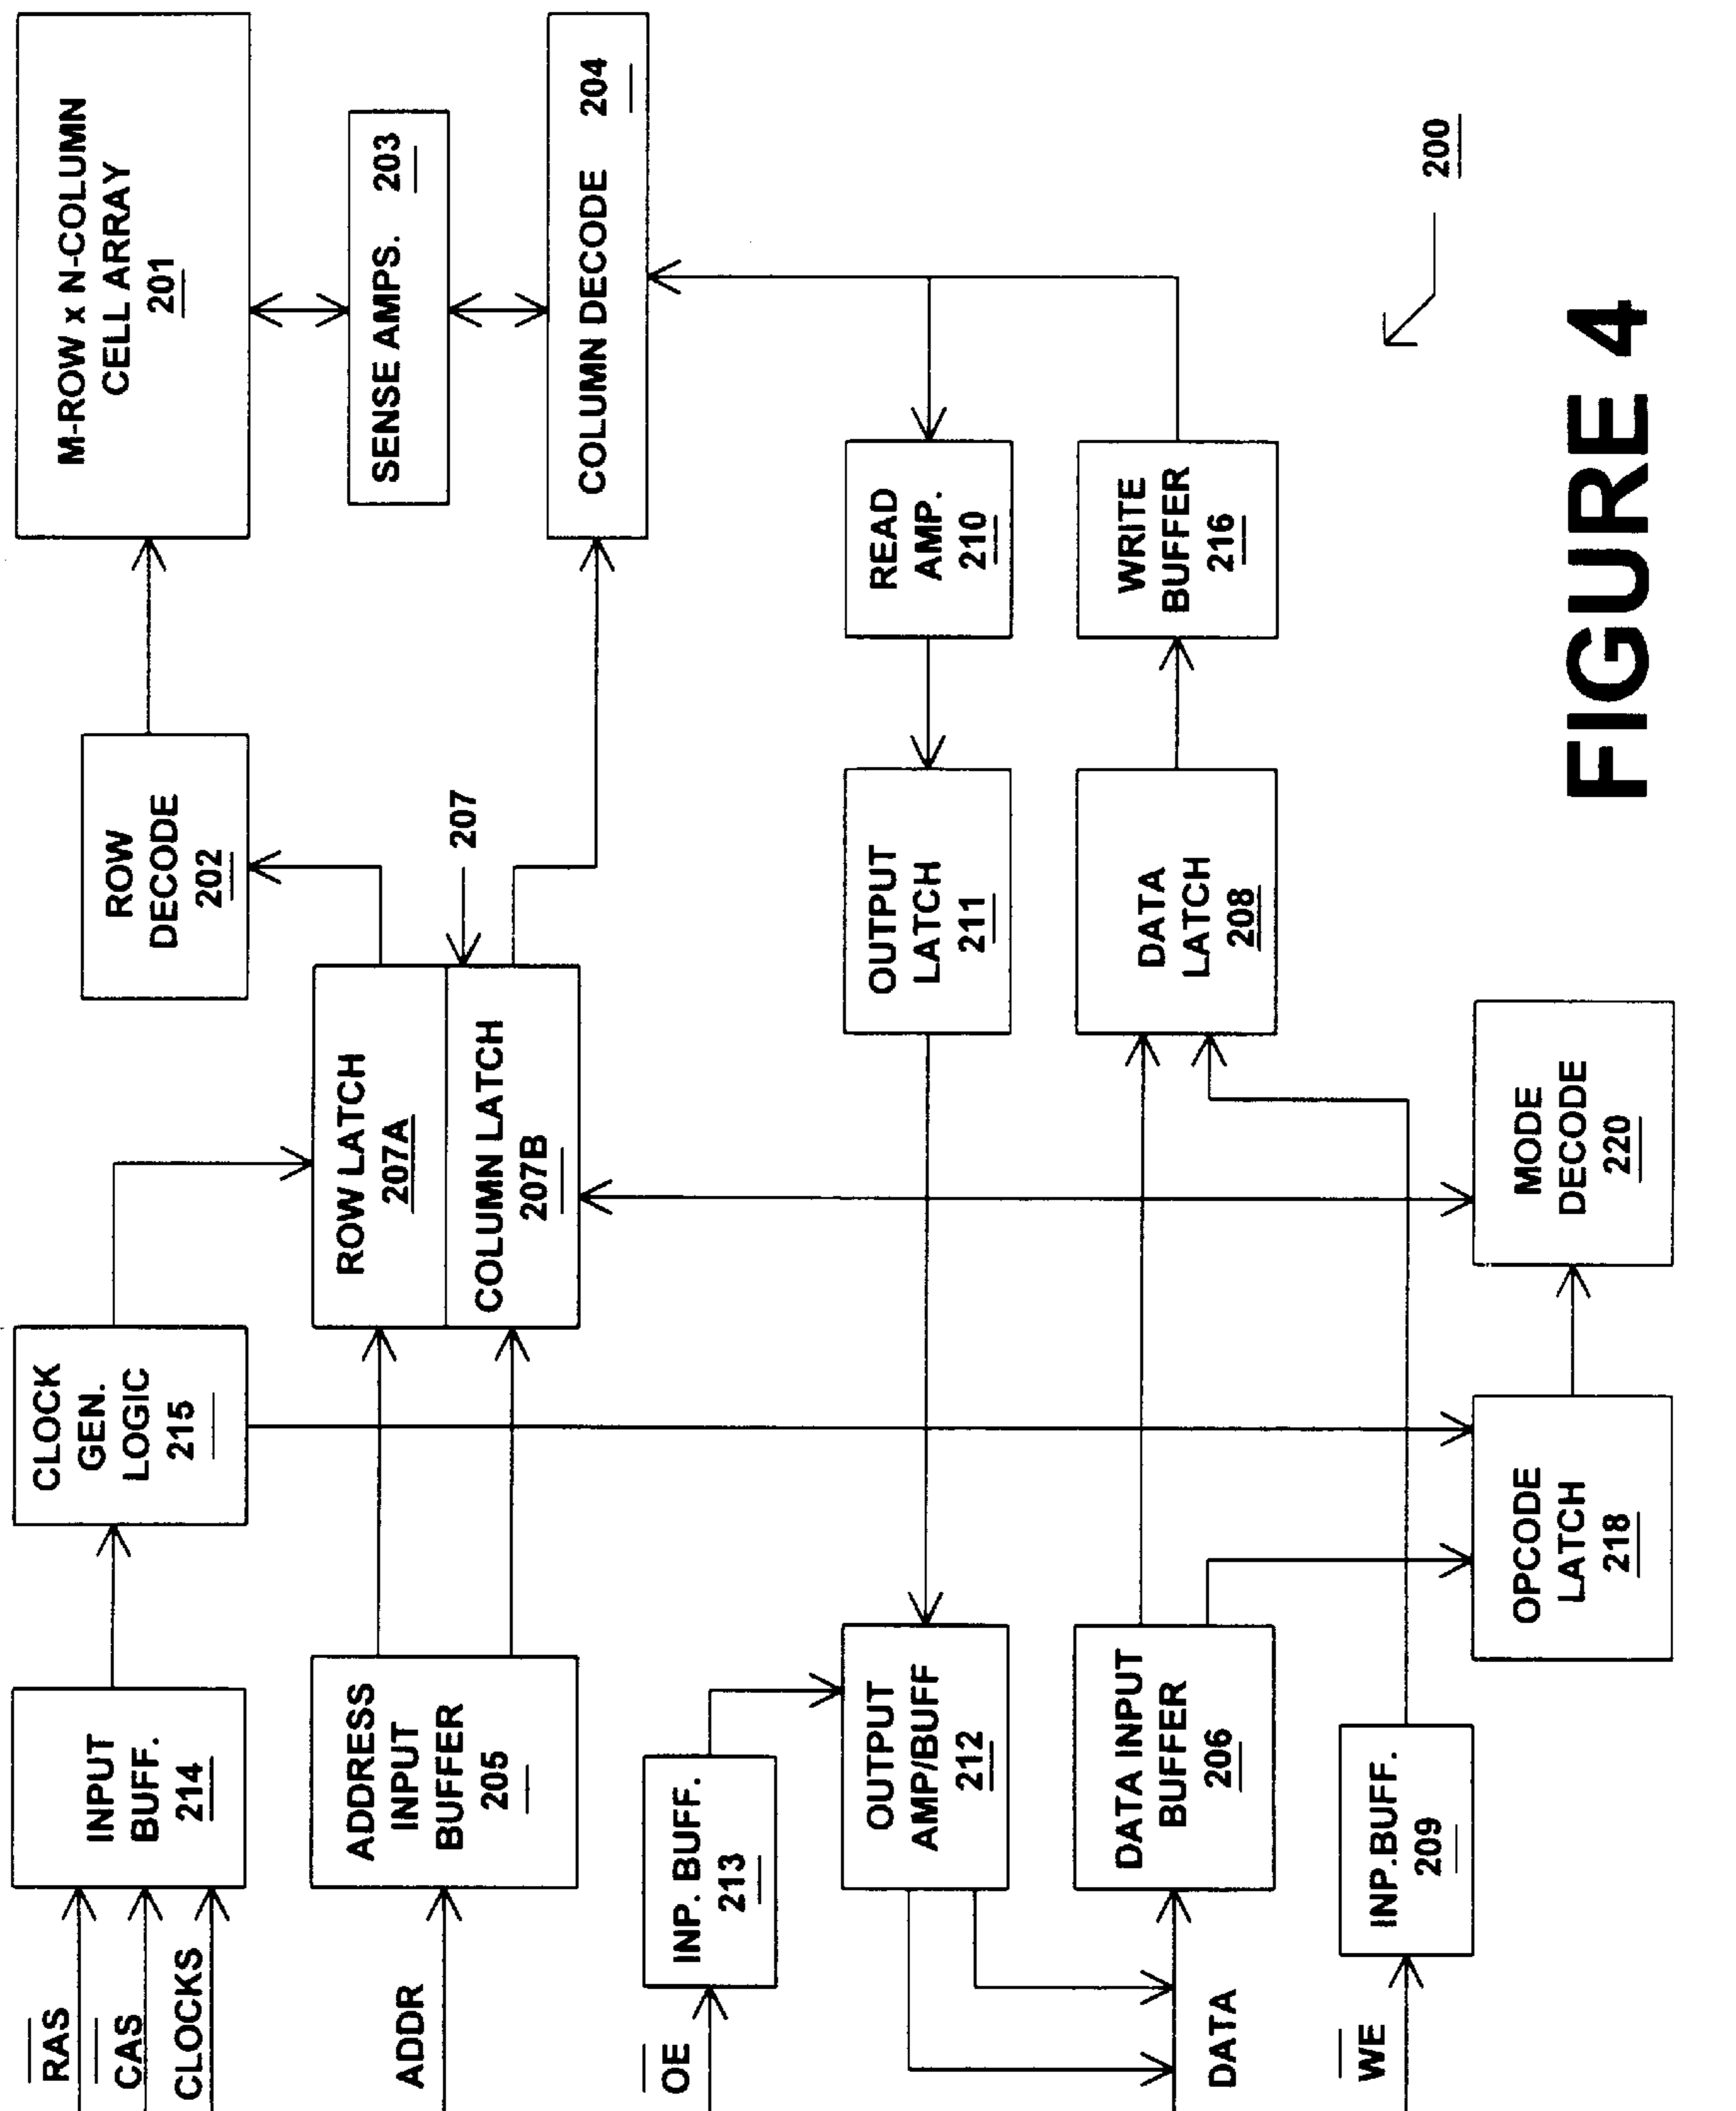 M-ROW x N-COLUMN
CELL ARRAY
201
SENSE AMPS. 203
COLUMN DECODE 204
ROW
DECODE
202
207
CLOCK
GEN.
LOGIC
215
ROW LATCH
207A
COLUMN LATCH
207B
INPUT
BUFF.
214
RAS
CAS
CLOCKS
ADDRESS
INPUT
BUFFER
205
ADDR
READ
AMP.
210
OUTPUT
LATCH
211
INP. BUFF.
213
OE
OUTPUT
AMP/BUFF
212
WRITE
BUFFER
216
DATA
LATCH
208
DATA INPUT
BUFFER
206
DATA
INP.BUFF.
209
WE
MODE
DECODE
220
OPCODE
LATCH
218
200
FIGURE 4